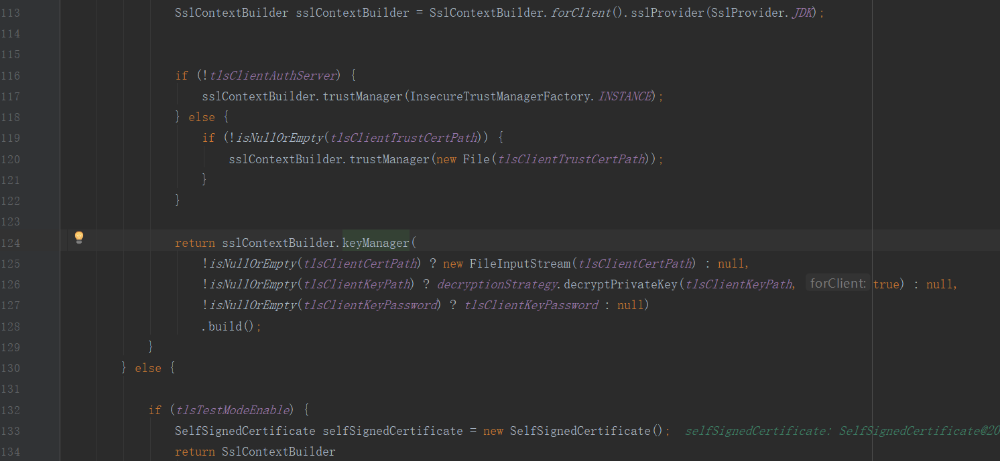 113 SslContextBuilder sslContextBuilder = SslContextBuilder.forClient().sslProvider(SslProvider.JDK);
114
115
116 if (!tlsClientAuthServer) {
117 sslContextBuilder.trustManager(InsecureTrustManagerFactory.INSTANCE);
118 } else {
119 if (!isNullOrEmpty(tlsClientTrustCertPath)) {
120 sslContextBuilder.trustManager(new File(tlsClientTrustCertPath));
121 }
122 }
123
124 return sslContextBuilder.keyManager(
125 !isNullOrEmpty(tlsClientCertPath) ? new FileInputStream(tlsClientCertPath) : null,
126 !isNullOrEmpty(tlsClientKeyPath) ? decryptionStrategy.decryptPrivateKey(tlsClientKeyPath, forClient: true) : null,
127 !isNullOrEmpty(tlsClientKeyPassword) ? tlsClientKeyPassword : null)
128 .build();
129 }
130 } else {
131
132 if (tlsTestModeEnable) {
133 SelfSignedCertificate selfSignedCertificate = new SelfSignedCertificate(); selfSignedCertificate: SelfSignedCertificate@20
134 return SslContextBuilder